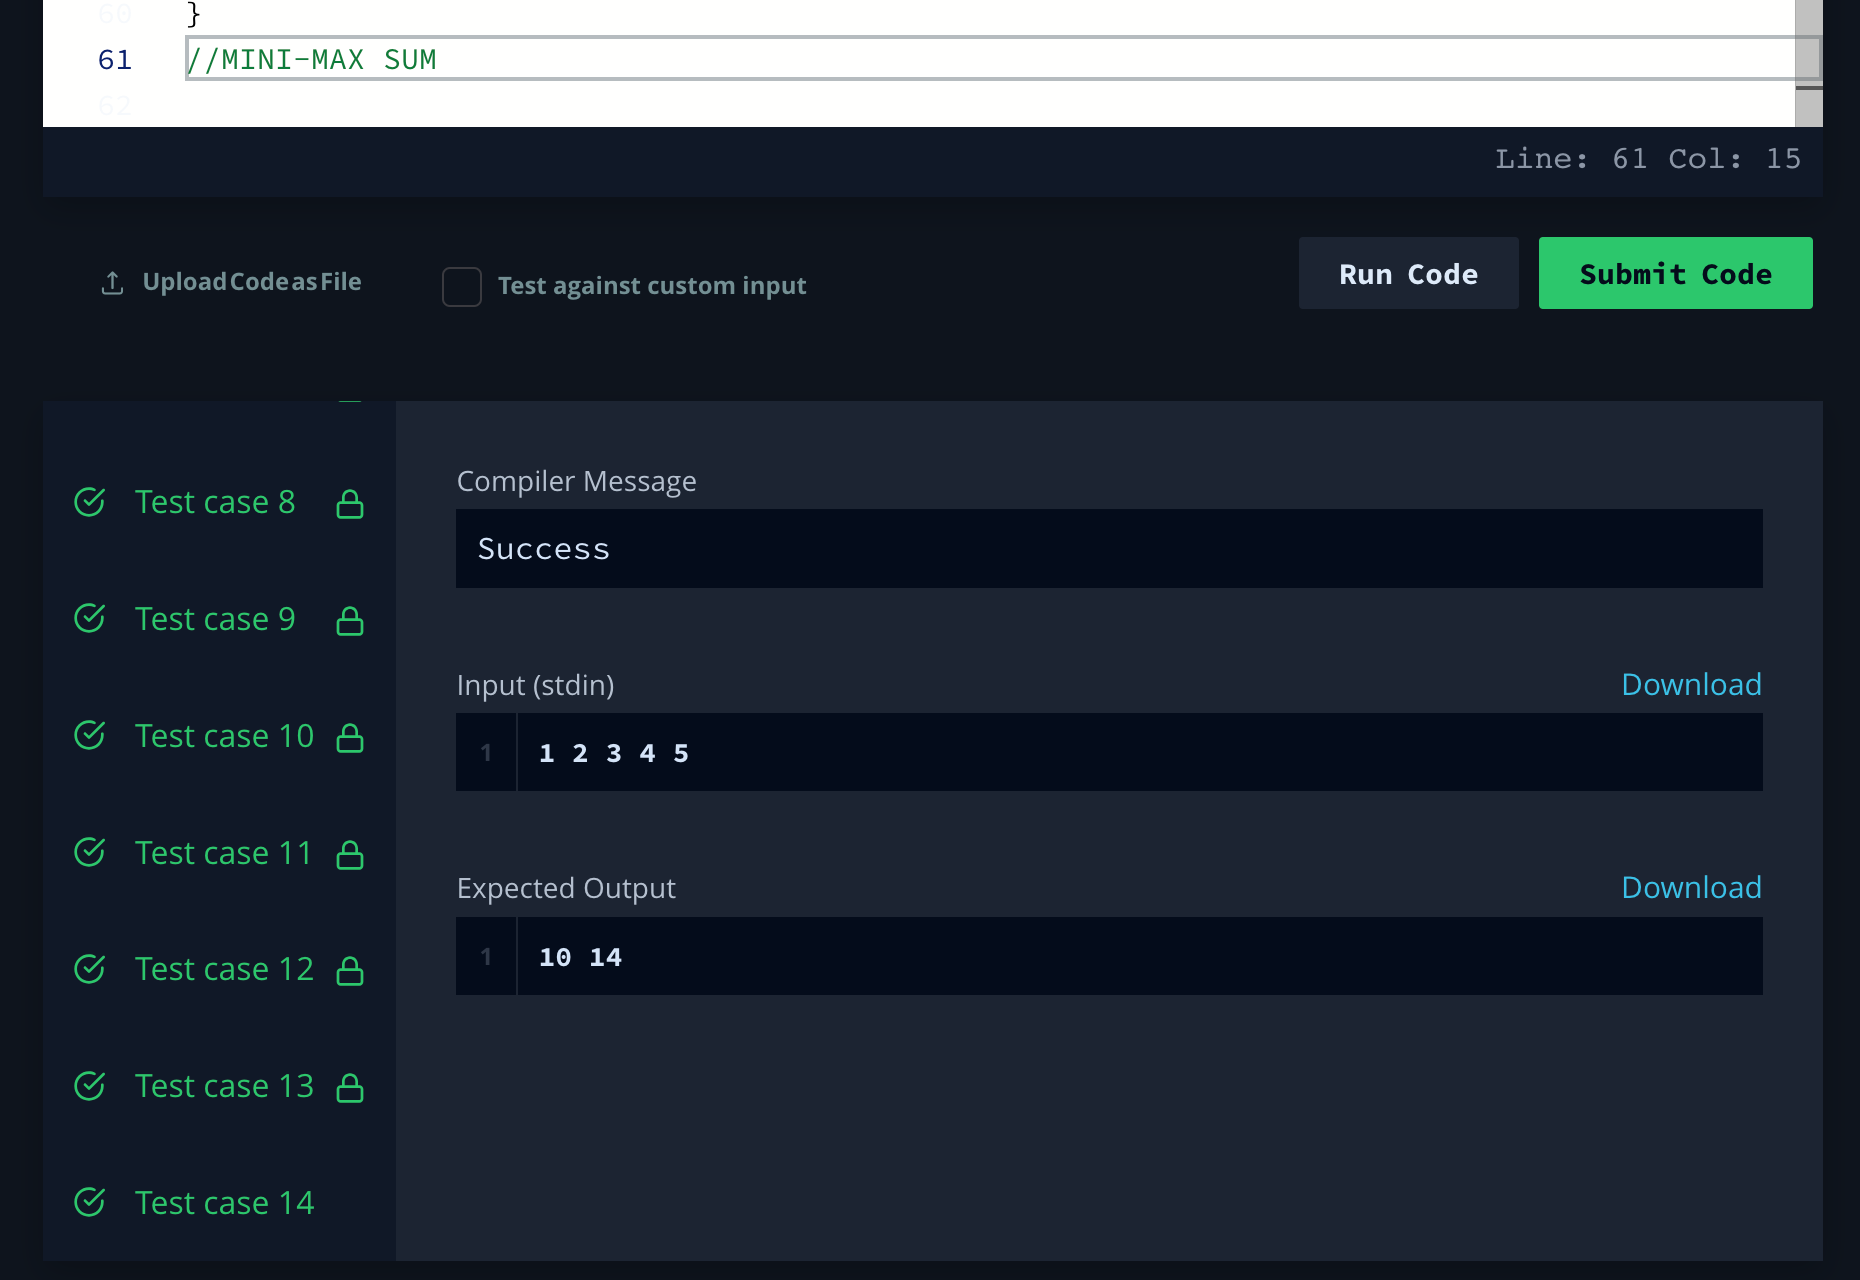 60 }
61 //MINI-MAX SUM
62
Line: 61 Col: 15
Upload Code as File
Test against custom input
Run Code
Submit Code
Test case 8
Test case 9
Test case 10
Test case 11
Test case 12
Test case 13
Test case 14
Compiler Message
Success
Input (stdin)
Download
1 1 2 3 4 5
Expected Output
Download
1 10 14